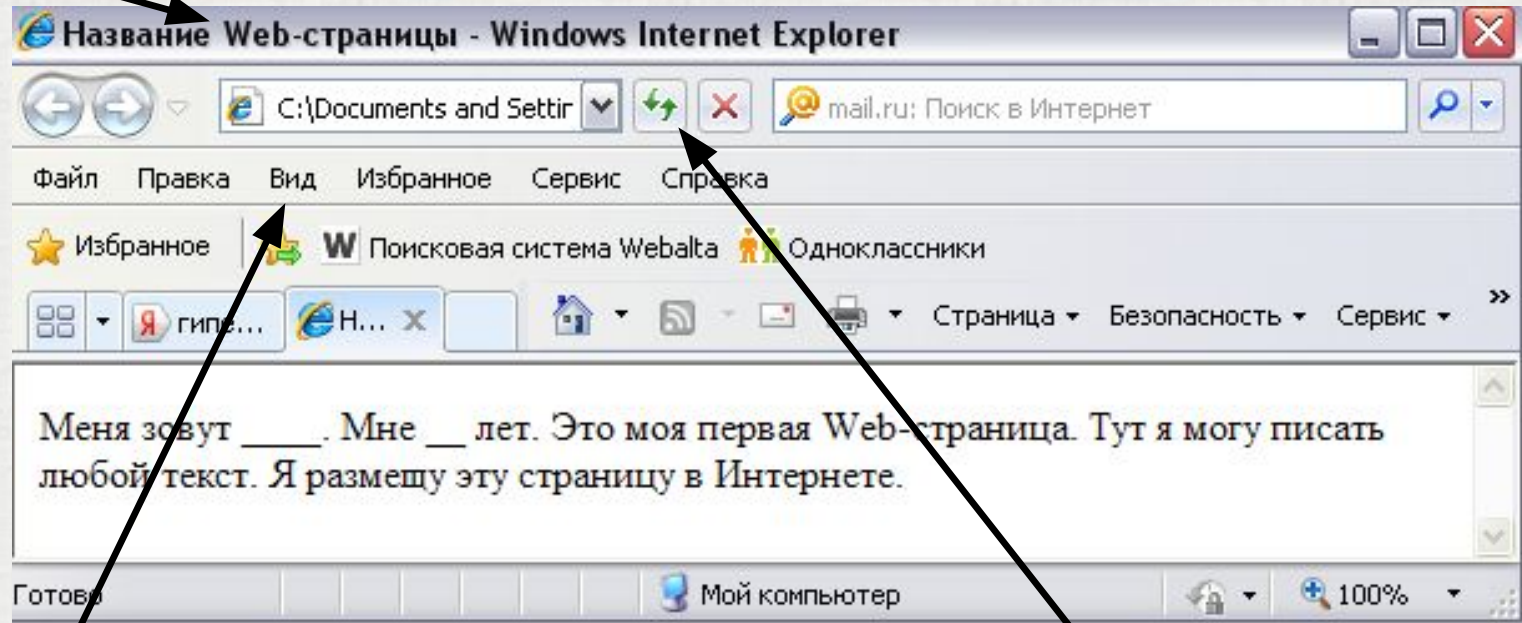 Название Web-страницы - Windows Internet Explorer
C:\Documents and Settir mail.ru: Поиск в Интернет
Файл Правка Вид Избранное Сервис Справка
Избранное W Поисковая система Webalta Одноклассники
Я гипе... Н... Страница Безопасность Сервис »
Меня зовут ____. Мне __ лет. Это моя первая Web-страница. Тут я могу писать
любой текст. Я размещу эту страницу в Интернете.
Готово Мой компьютер 100%